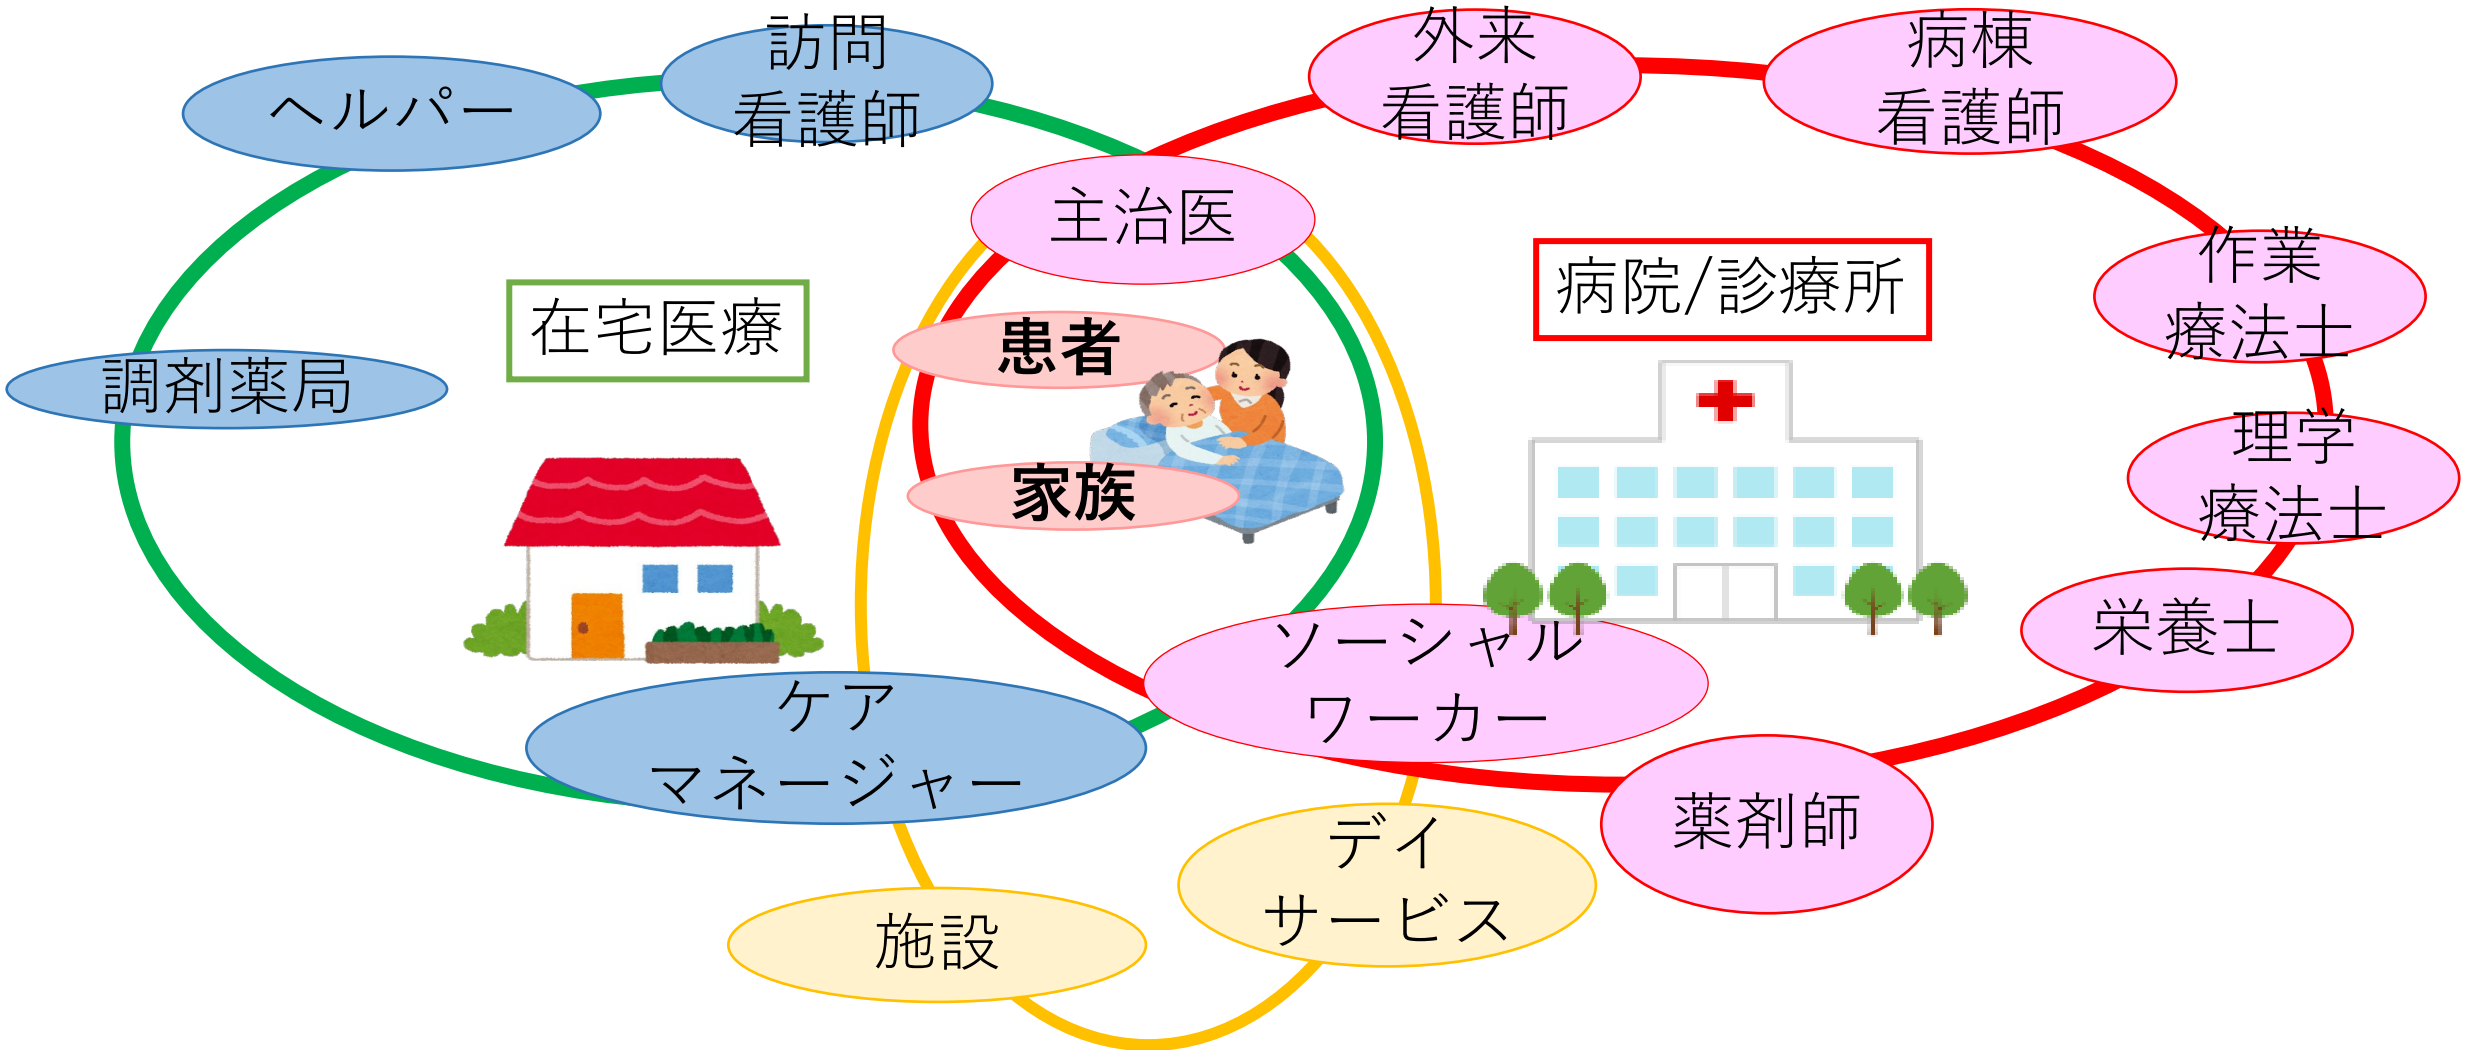 ヘルパー
訪問
看護師
外来
看護師
病棟
看護師
主治医
作業
療法士
在宅医療
病院/診療所
患者
調剤薬局
理学
療法士
家族
栄養士
ソーシャル
ワーカー
ケア
マネージャー
薬剤師
デイ
サービス
施設